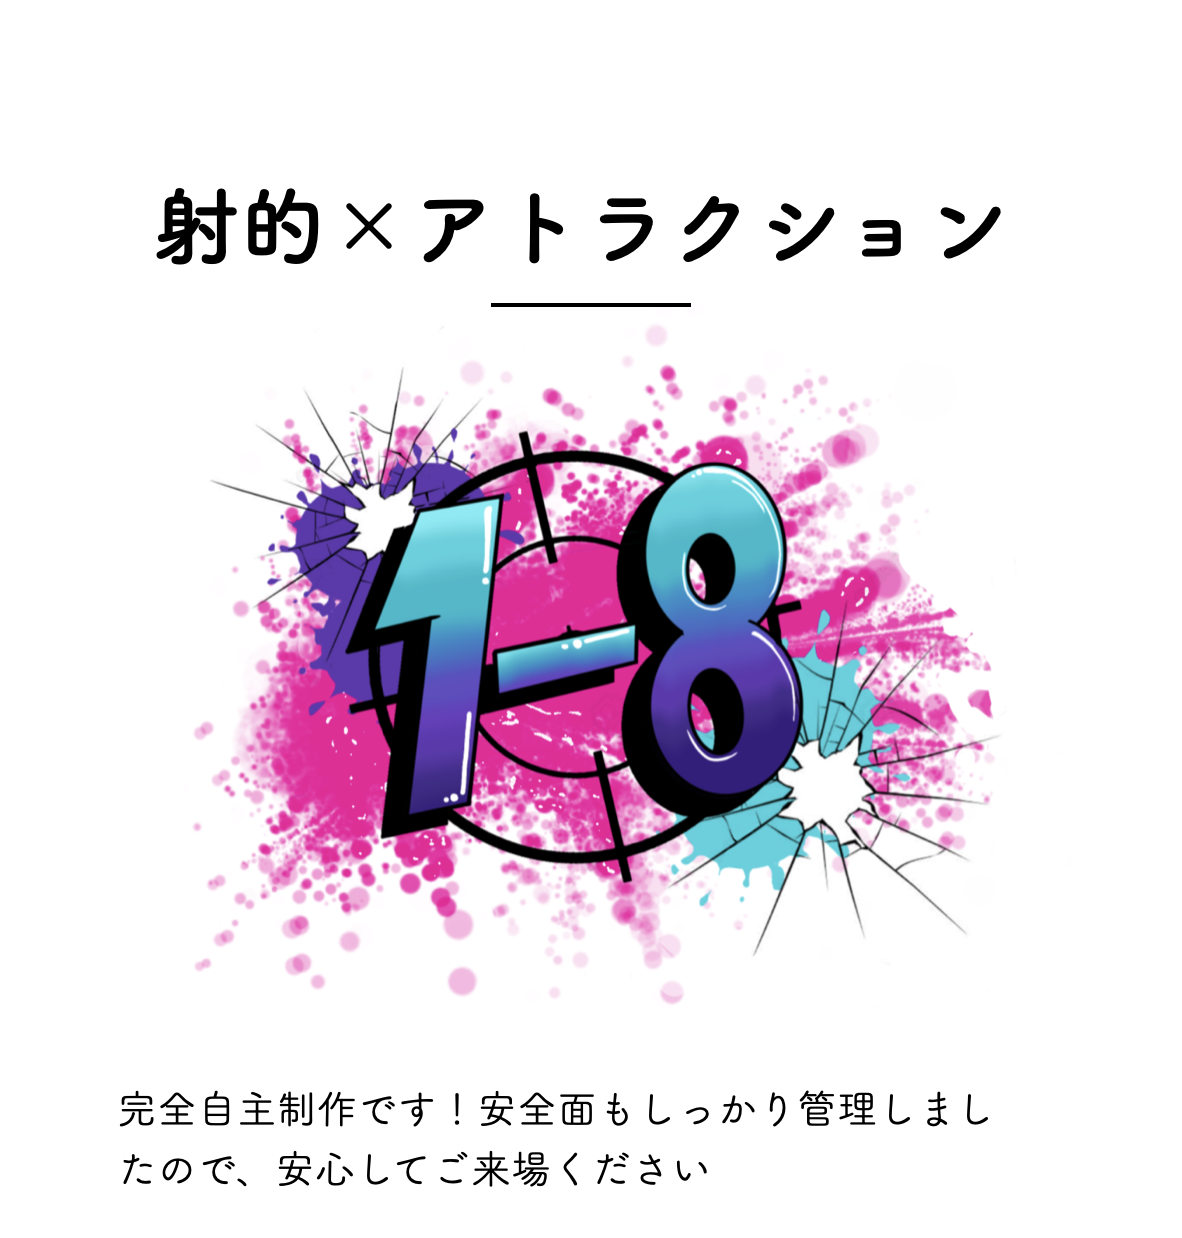 射的×アトラクション
1-8
完全自主制作です！安全面もしっかり管理しまし
たので、安心してご来場ください